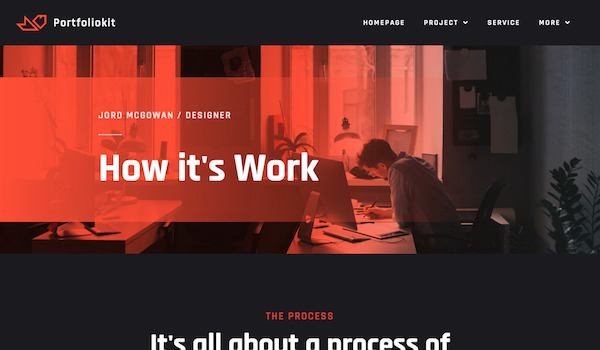 Portfoliokit
HOMEPAGE
PROJECT
SERVICE
MORE
JORD MCGOWAN / DESIGNER
How it's Work
THE PROCESS
It's all about a process of